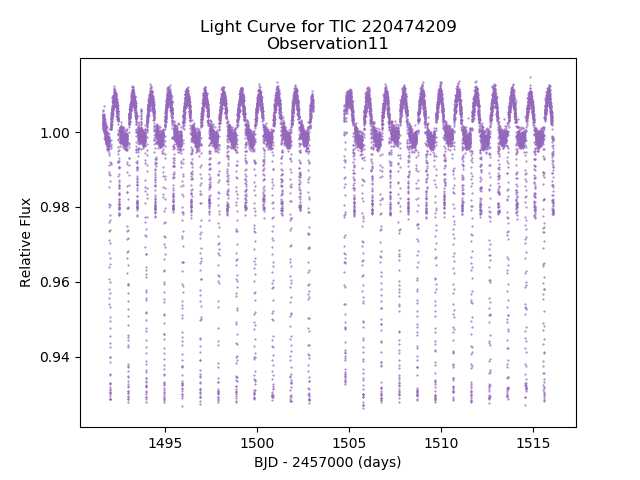 Light Curve for TIC 220474209
Observation11
Relative Flux
1.00
0.98
0.96
0.94
1495
1500
1505
1510
1515
BJD - 2457000 (days)